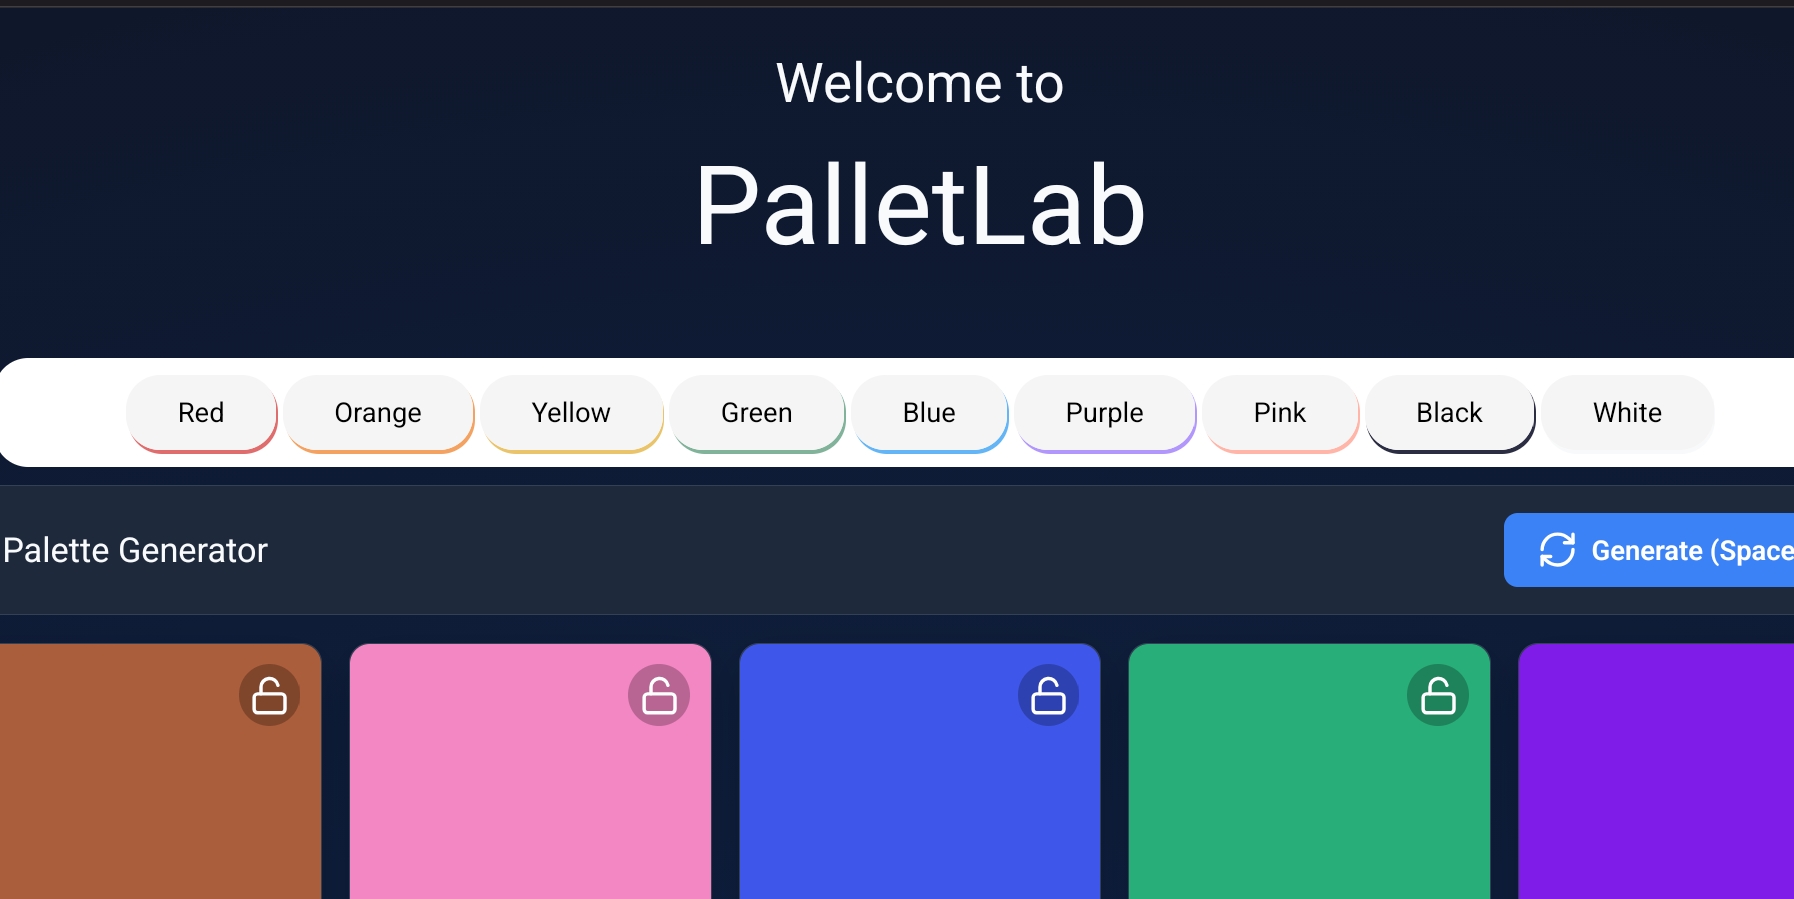 Welcome to
PalletLab
Red Orange Yellow Green Blue Purple Pink Black White
Palette Generator
Generate (Space